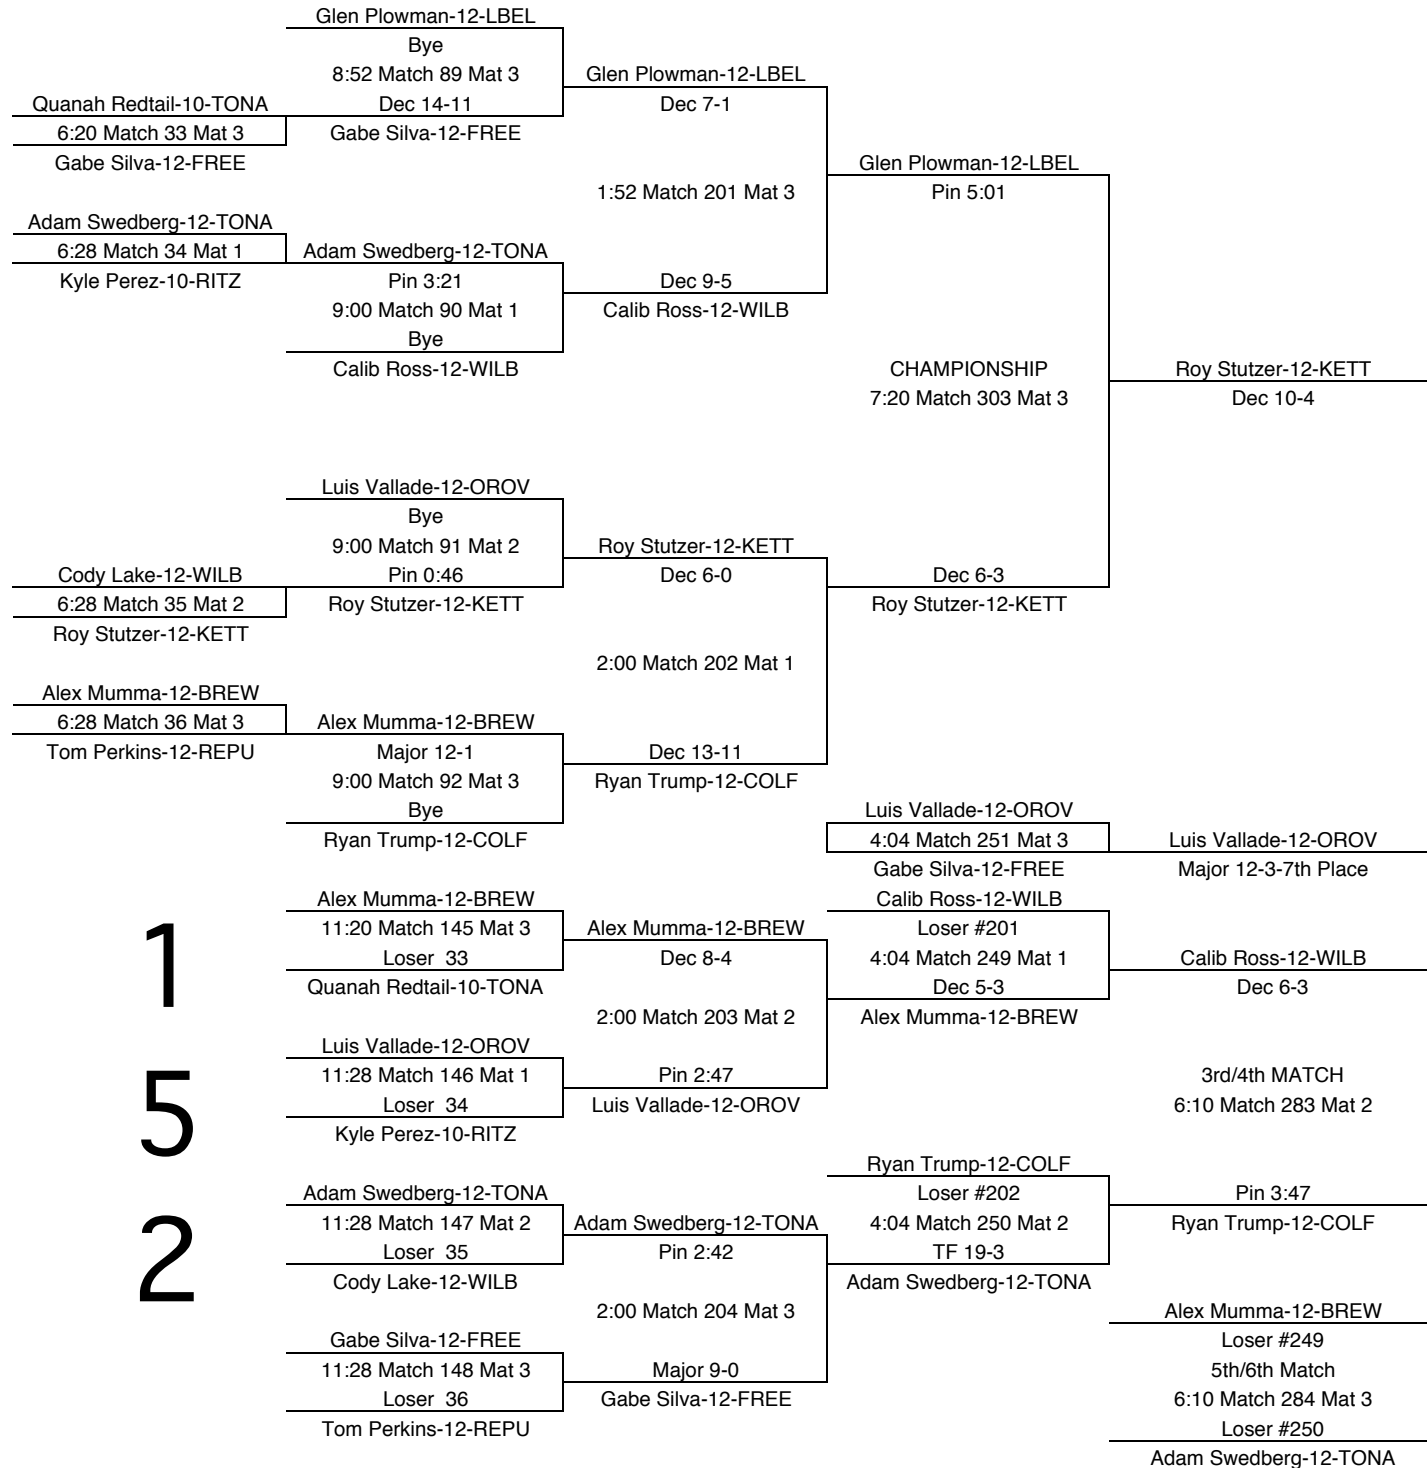 Glen Plowman-12-LBEL
Bye
8:52 Match 89 Mat 3
Glen Plowman-12-LBEL
Quanah Redtail-10-TONA
Dec 14-11
Dec 7-1
6:20 Match 33 Mat 3
Gabe Silva-12-FREE
Gabe Silva-12-FREE
Glen Plowman-12-LBEL
1:52 Match 201 Mat 3
Pin 5:01
Adam Swedberg-12-TONA
6:28 Match 34 Mat 1
Adam Swedberg-12-TONA
Kyle Perez-10-RITZ
Pin 3:21
Dec 9-5
9:00 Match 90 Mat 1
Calib Ross-12-WILB
Bye
Calib Ross-12-WILB
CHAMPIONSHIP
Roy Stutzer-12-KETT
7:20 Match 303 Mat 3
Dec 10-4
Luis Vallade-12-OROV
Bye
9:00 Match 91 Mat 2
Roy Stutzer-12-KETT
Cody Lake-12-WILB
Pin 0:46
Dec 6-0
Dec 6-3
6:28 Match 35 Mat 2
Roy Stutzer-12-KETT
Roy Stutzer-12-KETT
Roy Stutzer-12-KETT
2:00 Match 202 Mat 1
Alex Mumma-12-BREW
6:28 Match 36 Mat 3
Alex Mumma-12-BREW
Tom Perkins-12-REPU
Major 12-1
Dec 13-11
9:00 Match 92 Mat 3
Ryan Trump-12-COLF
Bye
Luis Vallade-12-OROV
Ryan Trump-12-COLF
4:04 Match 251 Mat 3
Luis Vallade-12-OROV
Gabe Silva-12-FREE
Major 12-3-7th Place
Alex Mumma-12-BREW
Calib Ross-12-WILB
11:20 Match 145 Mat 3
Alex Mumma-12-BREW
Loser #201
Loser 33
Dec 8-4
4:04 Match 249 Mat 1
Calib Ross-12-WILB
Quanah Redtail-10-TONA
Dec 5-3
Dec 6-3
1
2:00 Match 203 Mat 2
Alex Mumma-12-BREW
Luis Vallade-12-OROV
11:28 Match 146 Mat 1
Pin 2:47
3rd/4th MATCH
Loser 34
Luis Vallade-12-OROV
6:10 Match 283 Mat 2
5
Kyle Perez-10-RITZ
Ryan Trump-12-COLF
Adam Swedberg-12-TONA
Loser #202
Pin 3:47
11:28 Match 147 Mat 2
Adam Swedberg-12-TONA
4:04 Match 250 Mat 2
Ryan Trump-12-COLF
Loser 35
Pin 2:42
TF 19-3
2
Cody Lake-12-WILB
Adam Swedberg-12-TONA
2:00 Match 204 Mat 3
Alex Mumma-12-BREW
Gabe Silva-12-FREE
Loser #249
11:28 Match 148 Mat 3
Major 9-0
5th/6th Match
Loser 36
Gabe Silva-12-FREE
6:10 Match 284 Mat 3
Tom Perkins-12-REPU
Loser #250
Adam Swedberg-12-TONA